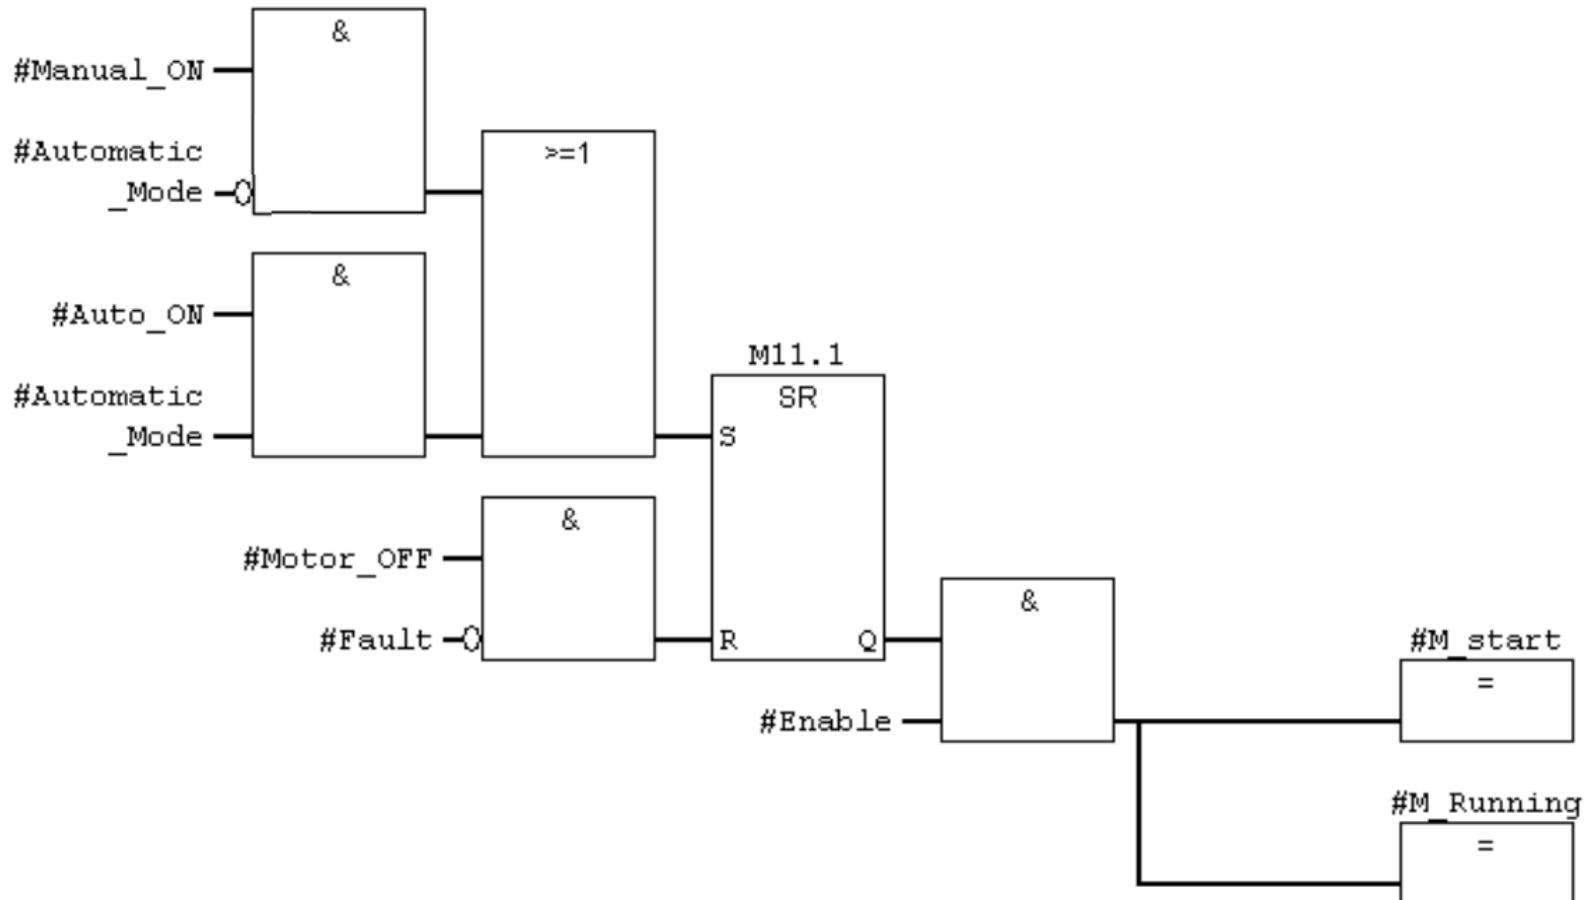 &
#Manual_ON
#Automatic
_Mode
>=1
&
#Auto_ON
#Automatic
_Mode
M11.1
SR
S
&
#Motor_OFF
#Fault
R
Q
&
#Enable
#M_start
=
#M_Running
=